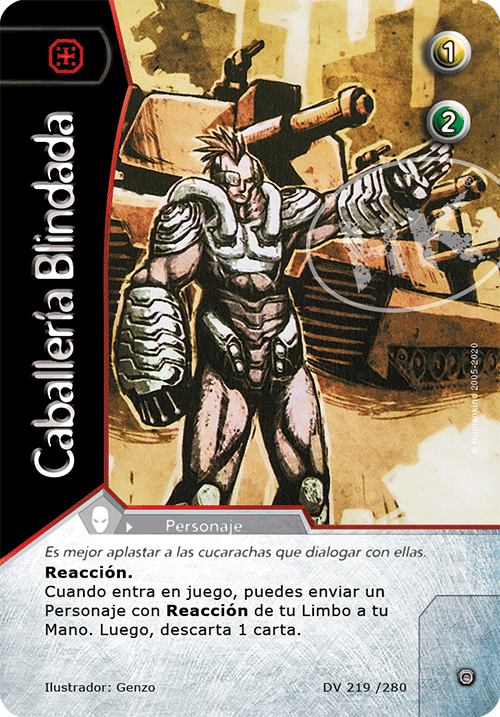 1
2
Caballería Blindada
HK
© Humankind 2005-2020
Personaje
Es mejor aplastar a las cucarachas que dialogar con ellas.
Reacción.
Cuando entra en juego, puedes enviar un
Personaje con Reacción de tu Limbo a tu
Mano. Luego, descarta 1 carta.
Ilustrador: Genzo
DV 219 /280